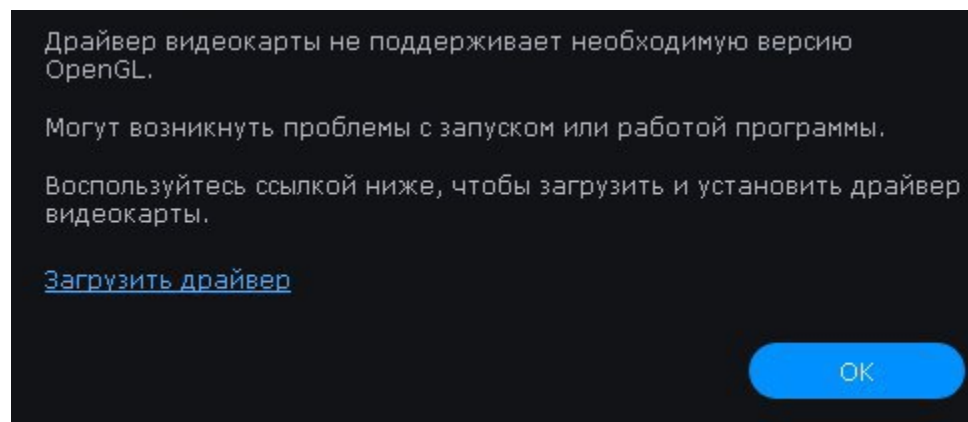 Драйвер видеокарты не поддерживает необходимую версию
OpenGL.
Могут возникнуть проблемы с запуском или работой программы.
Воспользуйтесь ссылкой ниже, чтобы загрузить и установить драйвер
видеокарты.
Загрузить драйвер
OK